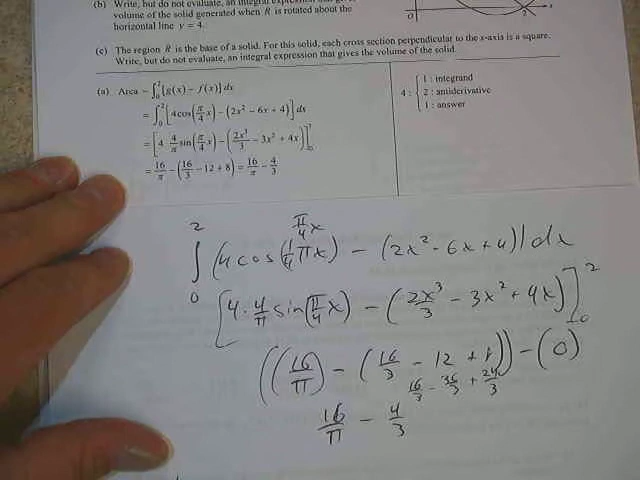 (b) Write, but do not evaluate, an integral expression that
volume of the solid generated when R is rotated about the
horizontal line y = 4.
O 2 x
(c) The region R is the base of a solid. For this solid, each cross section perpendicular to the x-axis is a square.
Write, but do not evaluate, an integral expression that gives the volume of the solid.
(a) Area = ∫₀² [g(x) − f(x)] dx
= ∫₀² [4cos(π/4 x) − (2x² − 6x + 4)] dx
= [4 · 4/π sin(π/4 x) − (2x³/3 − 3x² + 4x)]₀²
= 16/π − (16/3 − 12 + 8) = 16/π − 4/3
4 : { 1 : integrand
2 : antiderivative
1 : answer
π/4 x
∫₀² (4cos(1/4 πx) − (2x² − 6x + 4)) dx
[4 · 4/π sin(π/4 x) − (2x³/3 − 3x² + 4x)]₀²
((16/π) − (16/3 − 12 + 8)) − (0)
16/3 − 36/3 + 24/3
16/π − 4/3